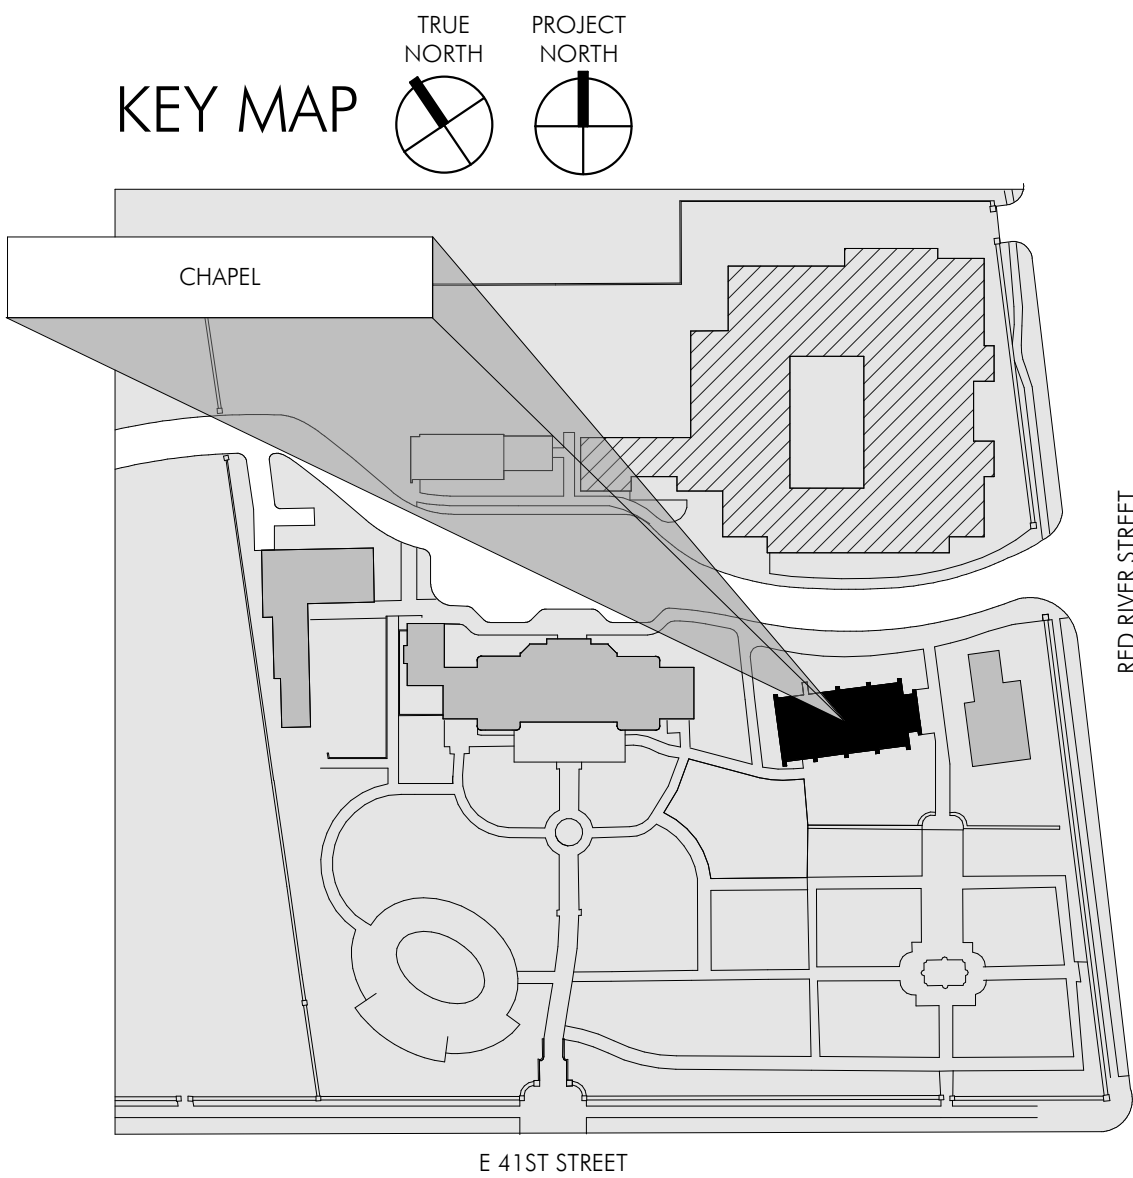 TRUE
NORTH
PROJECT
NORTH
KEY MAP
CHAPEL
RED RIVER STREET
E 41ST STREET